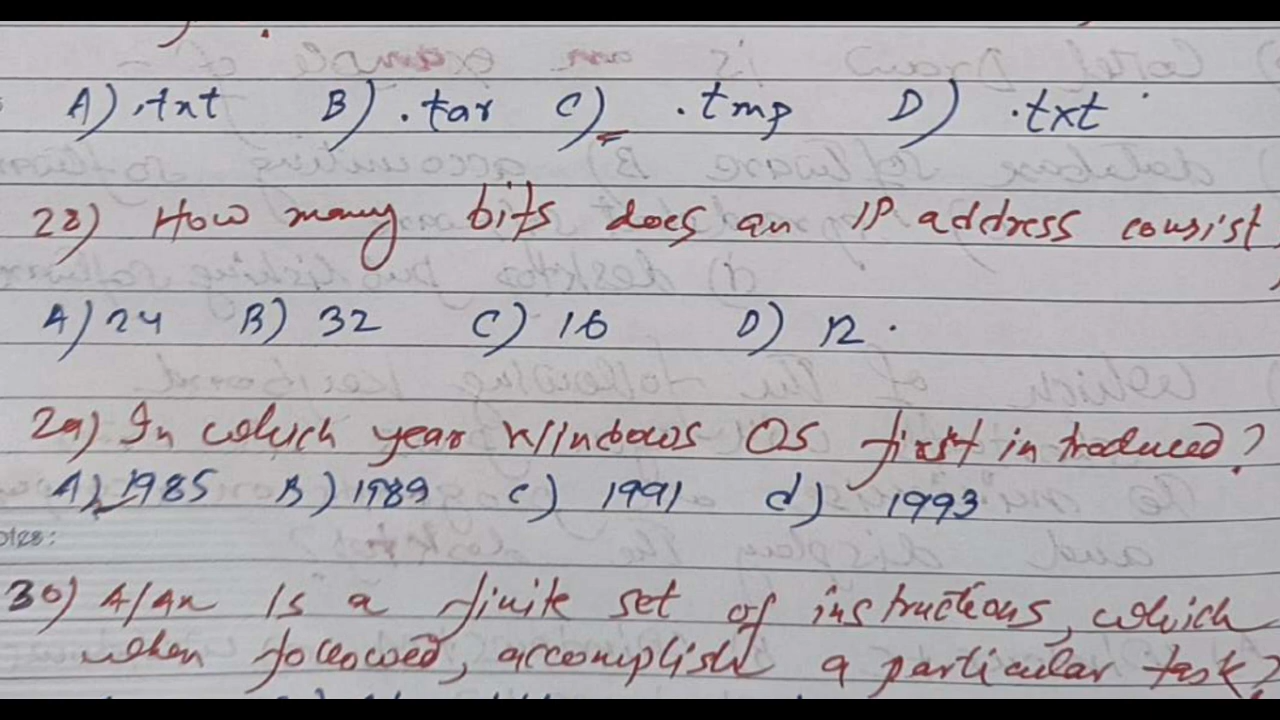 A) .txt B) .tar C) .tmp D) .txt
28) How many bits does an IP address consist
A) 24 B) 32 C) 16 D) 12.
29) In which year Windows OS first introduced?
A) 1985 B) 1989 c) 1991 d) 1993
otes:
30) A/An Is a finite set of instructions, which
when followed, accomplish a particular task?